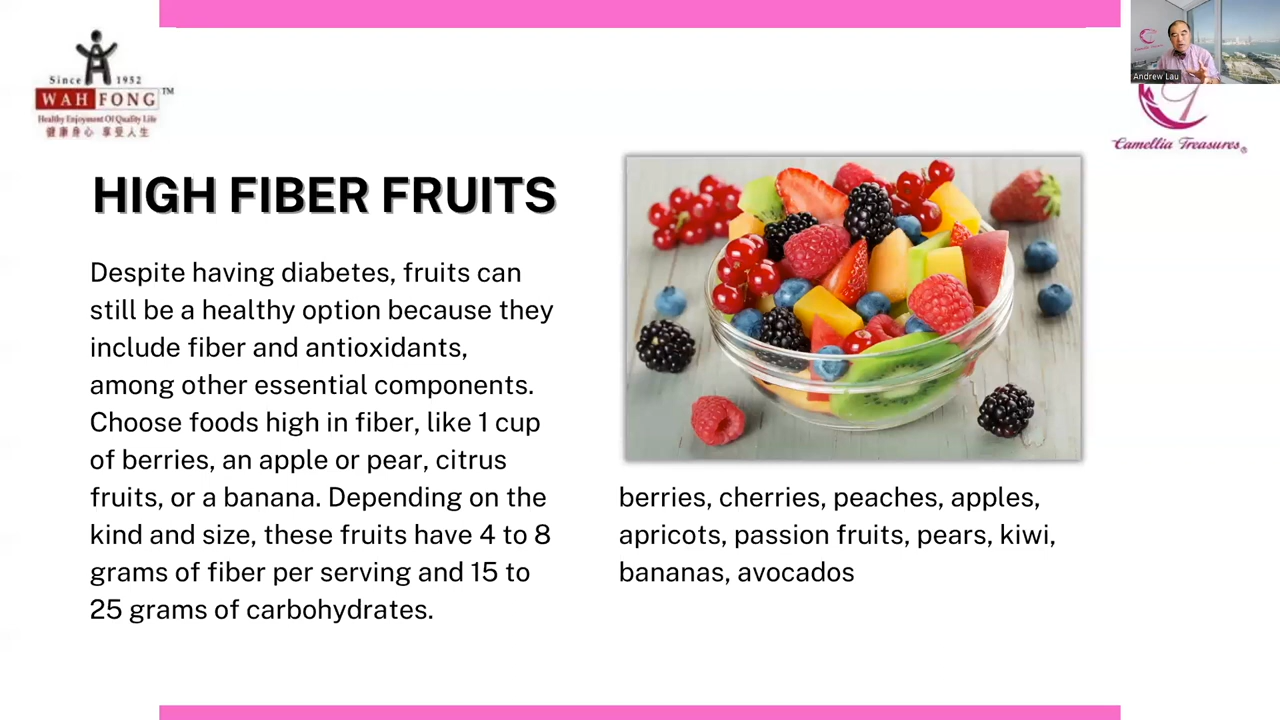 Since 1952
WAH FONG TM
Healthy Enjoyment Of Quality Life
健康身心 享受人生
Andrew Lau
Camellia Treasures®
HIGH FIBER FRUITS
Despite having diabetes, fruits can
still be a healthy option because they
include fiber and antioxidants,
among other essential components.
Choose foods high in fiber, like 1 cup
of berries, an apple or pear, citrus
fruits, or a banana. Depending on the
kind and size, these fruits have 4 to 8
grams of fiber per serving and 15 to
25 grams of carbohydrates.
berries, cherries, peaches, apples,
apricots, passion fruits, pears, kiwi,
bananas, avocados